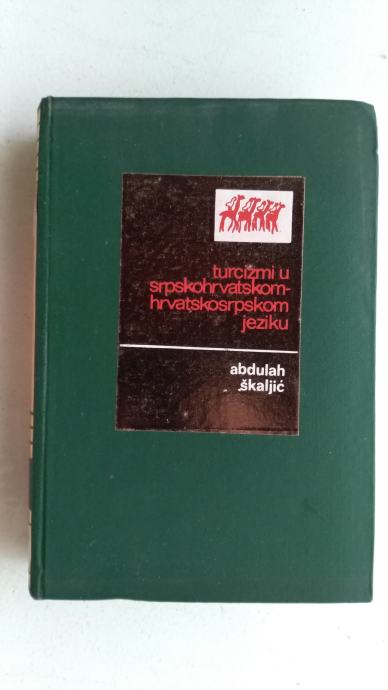 turcizmi u
srpskohrvatskom-
hrvatskosrpskom
jeziku
abdulah
škaljić